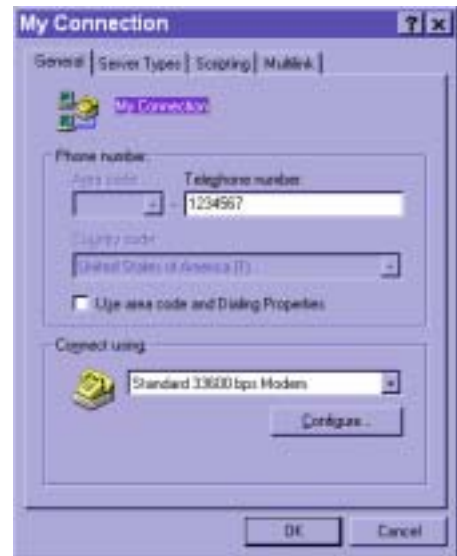 My Connection
General Server Types Scripting Multilink
My Connection
Phone number:
Area code: Telephone number:
1234567
Country code:
United States of America (1)
Use area code and Dialing Properties
Connect using:
Standard 33600 bps Modem
Configure...
OK Cancel